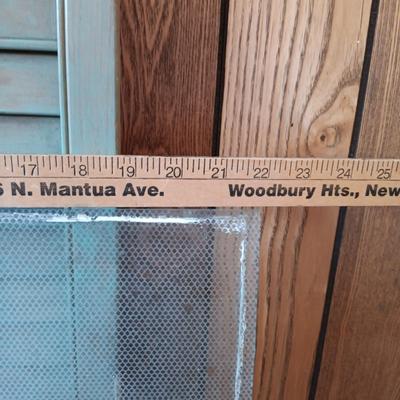 17 18 19 20 21 22 23 24 25
N. Mantua Ave. Woodbury Hts., New